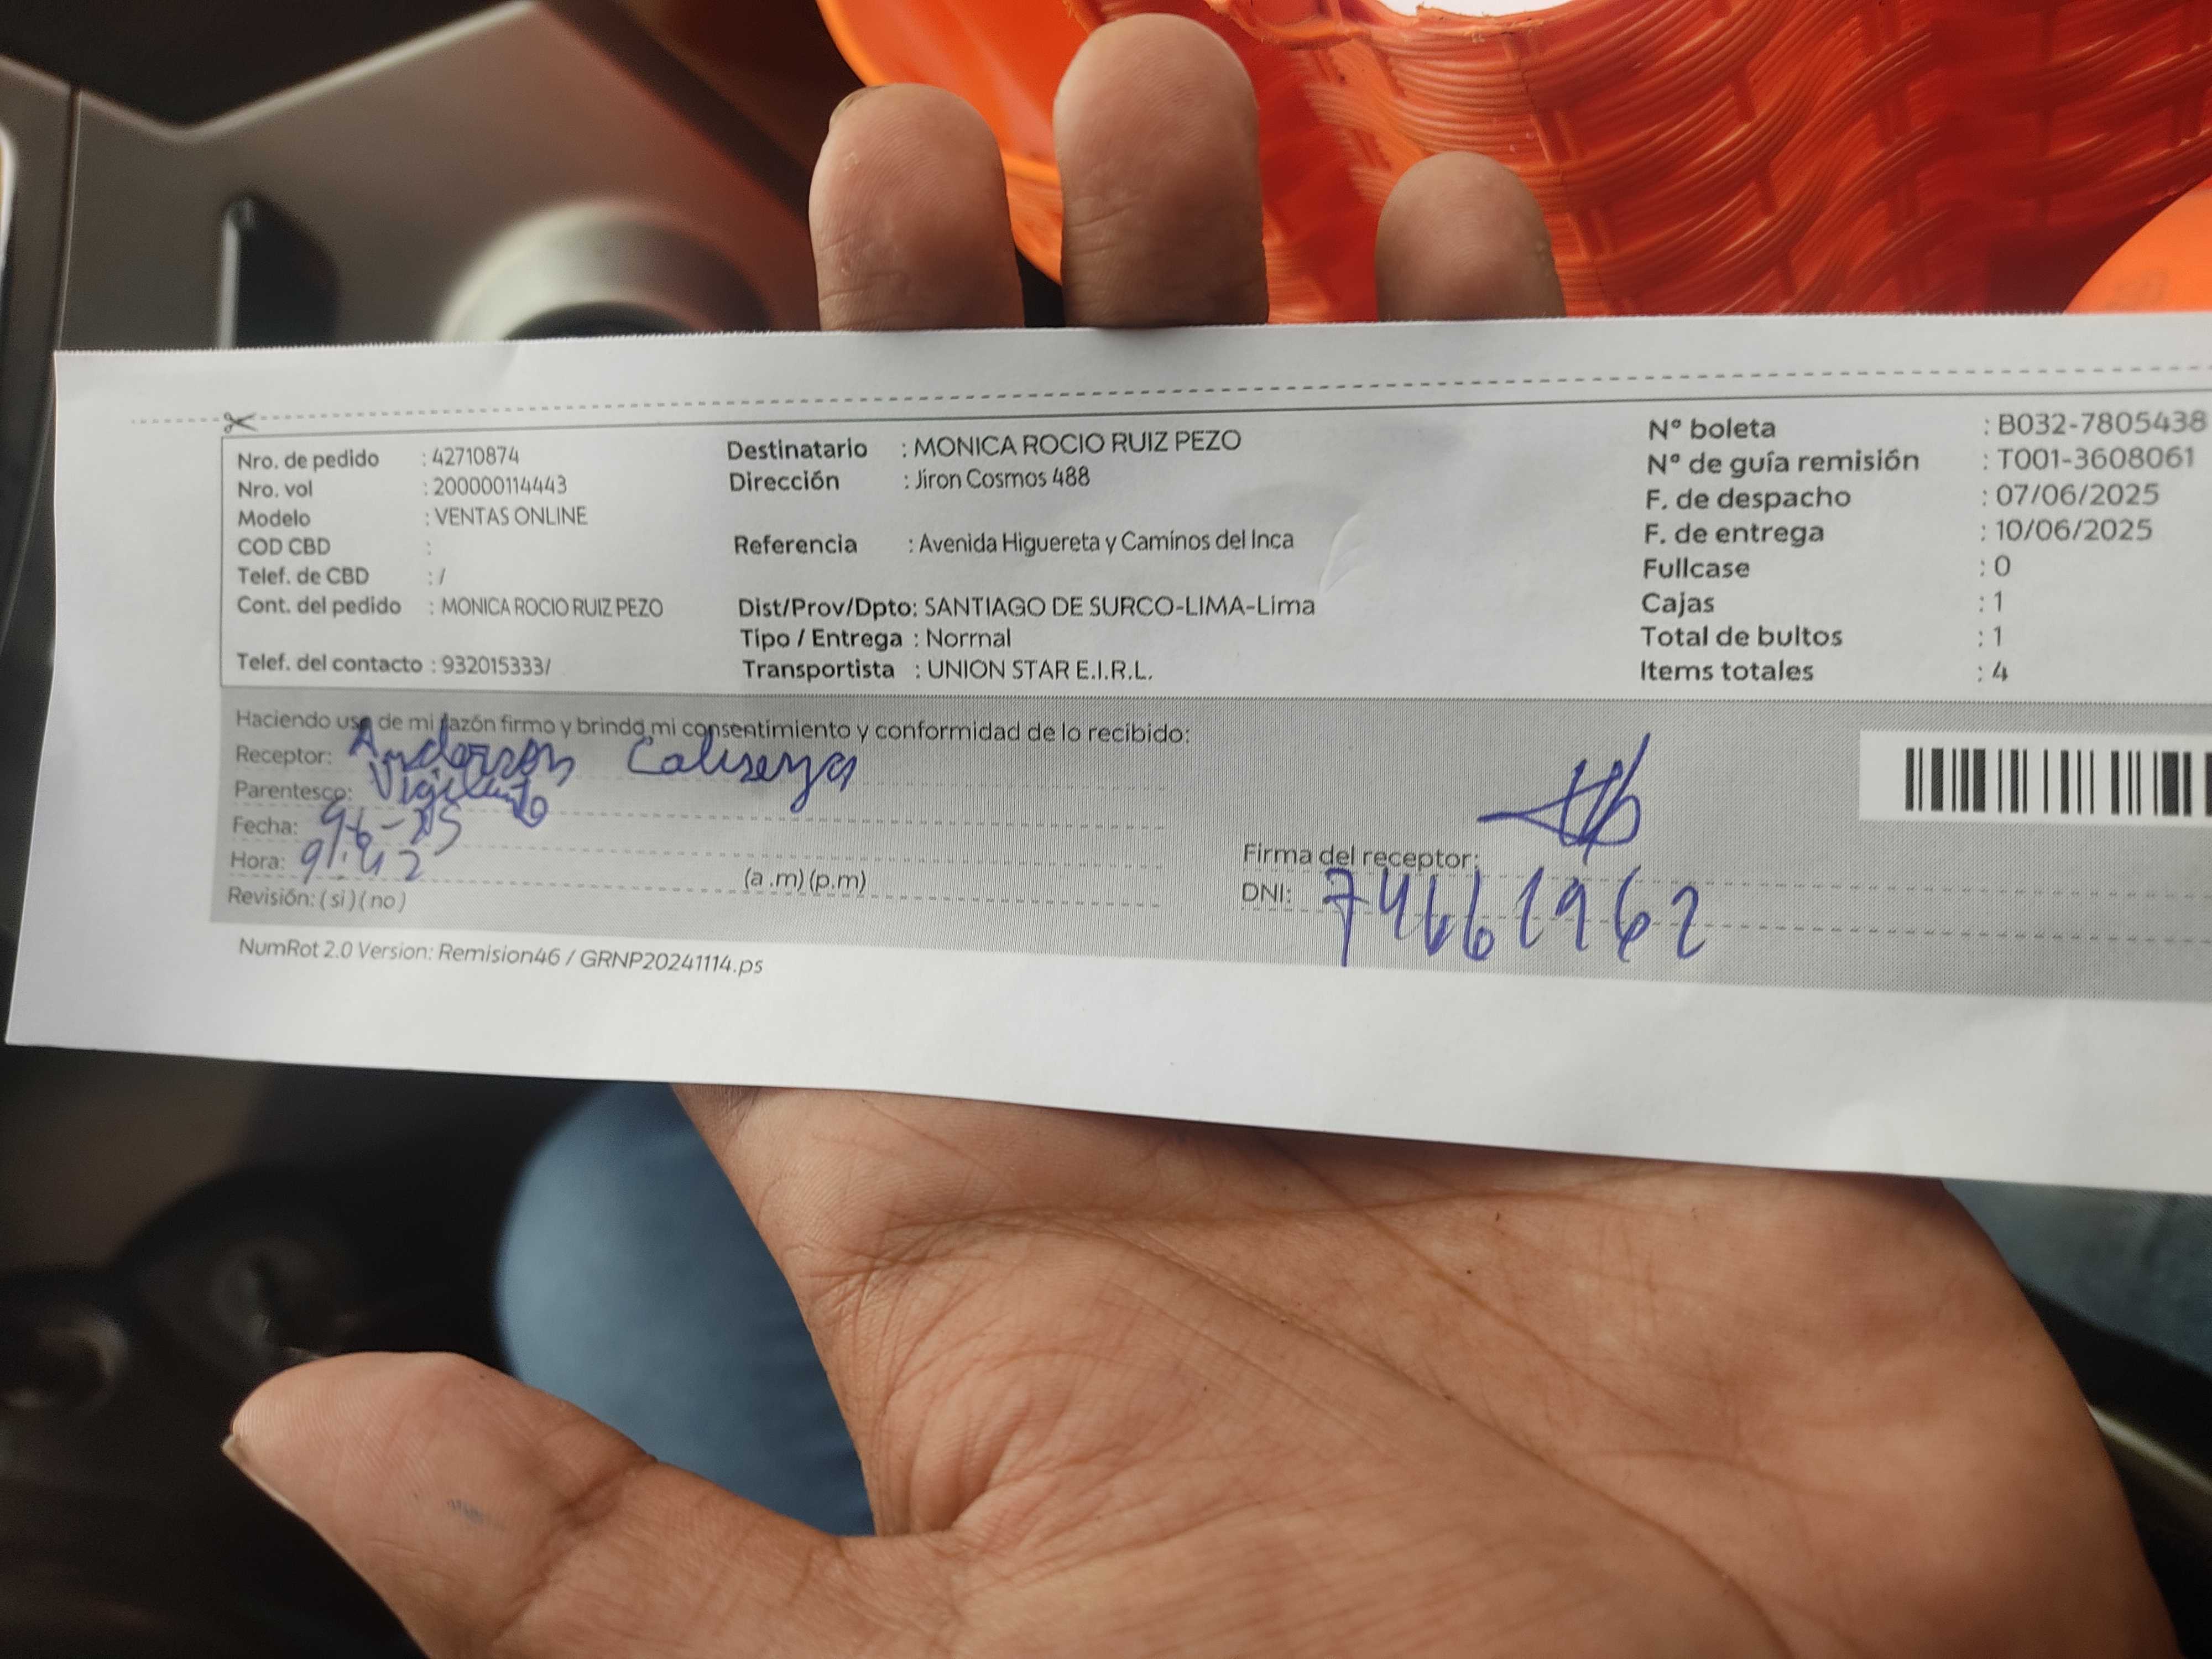 Nro. de pedido : 42710874
Nro. vol : 200000114443
Modelo : VENTAS ONLINE
COD CBD :
Telef. de CBD : /
Cont. del pedido : MONICA ROCIO RUIZ PEZO
Telef. del contacto : 932015333/
Destinatario : MONICA ROCIO RUIZ PEZO
Dirección : Jiron Cosmos 488
Referencia : Avenida Higuereta y Caminos del Inca
Dist/Prov/Dpto: SANTIAGO DE SURCO-LIMA-Lima
Tipo / Entrega : Normal
Transportista : UNION STAR E.I.R.L.
Nº boleta : B032-7805438
Nº de guía remisión : T001-3608061
F. de despacho : 07/06/2025
F. de entrega : 10/06/2025
Fullcase : 0
Cajas : 1
Total de bultos : 1
Items totales : 4
Haciendo uso de mi razón firmo y brindo mi consentimiento y conformidad de lo recibido:
Receptor: Anderson
Parentesco: Vigilante
Fecha: 9-6-25
Hora: 9:42 (a.m) (p.m)
Revisión: ( si ) ( no )
Firma del receptor:
DNI: 74661962
NumRot 2.0 Version: Remision46 / GRNP20241114.ps